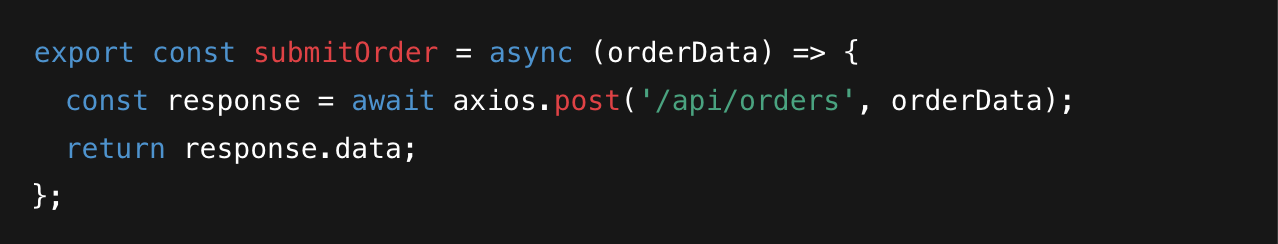 export const submitOrder = async (orderData) => {
  const response = await axios.post('/api/orders', orderData);
  return response.data;
};